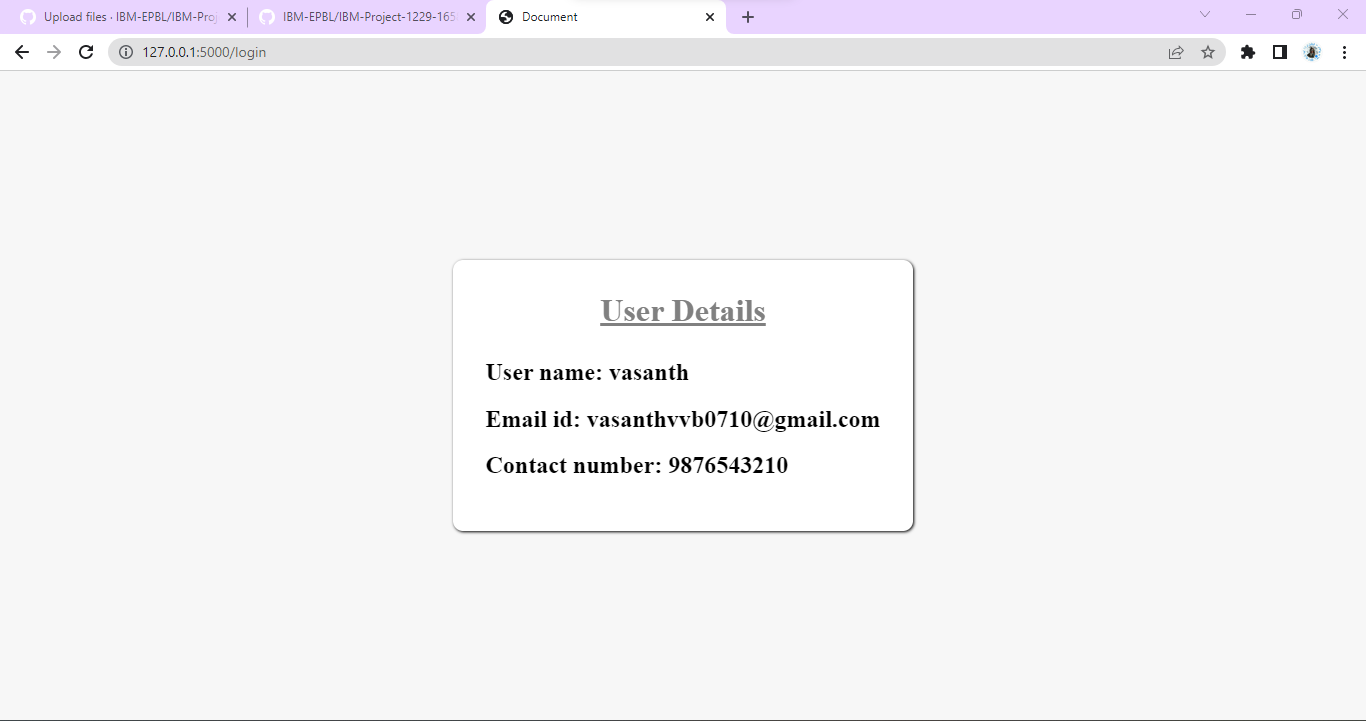 Upload files · IBM-EPBL/IBM-Proj
IBM-EPBL/IBM-Project-1229-165
Document
127.0.0.1:5000/login
User Details
User name: vasanth
Email id: vasanthvvb0710@gmail.com
Contact number: 9876543210